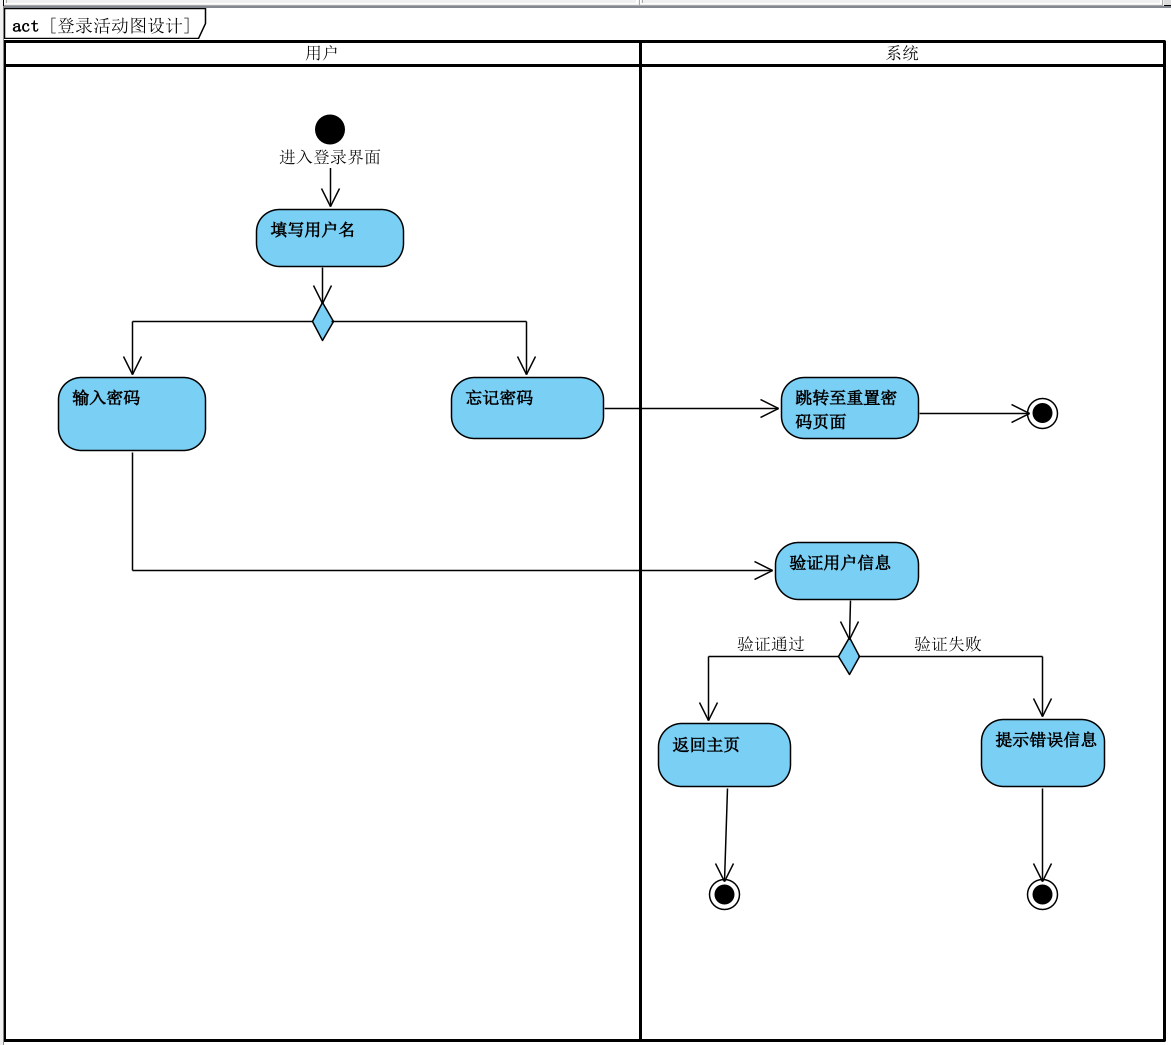 act [登录活动图设计]
用户
系统
进入登录界面
填写用户名
输入密码
忘记密码
跳转至重置密
码页面
验证用户信息
验证通过
验证失败
返回主页
提示错误信息